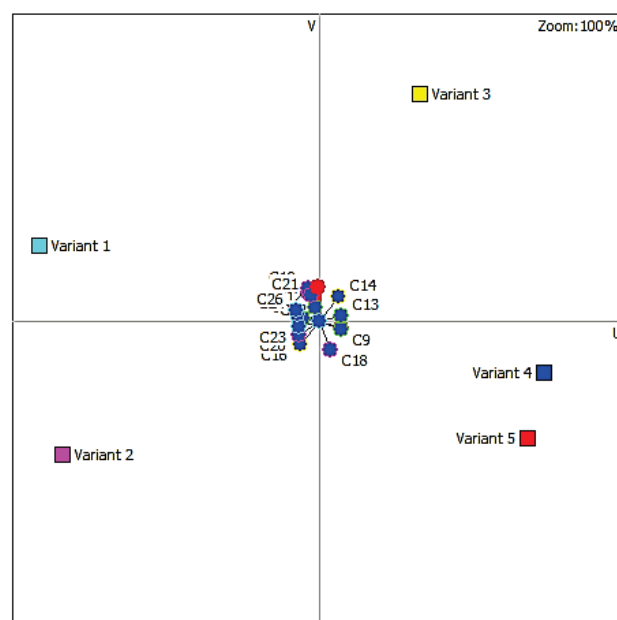 V
Zoom:100%
Variant 3
Variant 1
C21
C14
C26
C13
C23
C9
C18
U
Variant 4
Variant 5
Variant 2